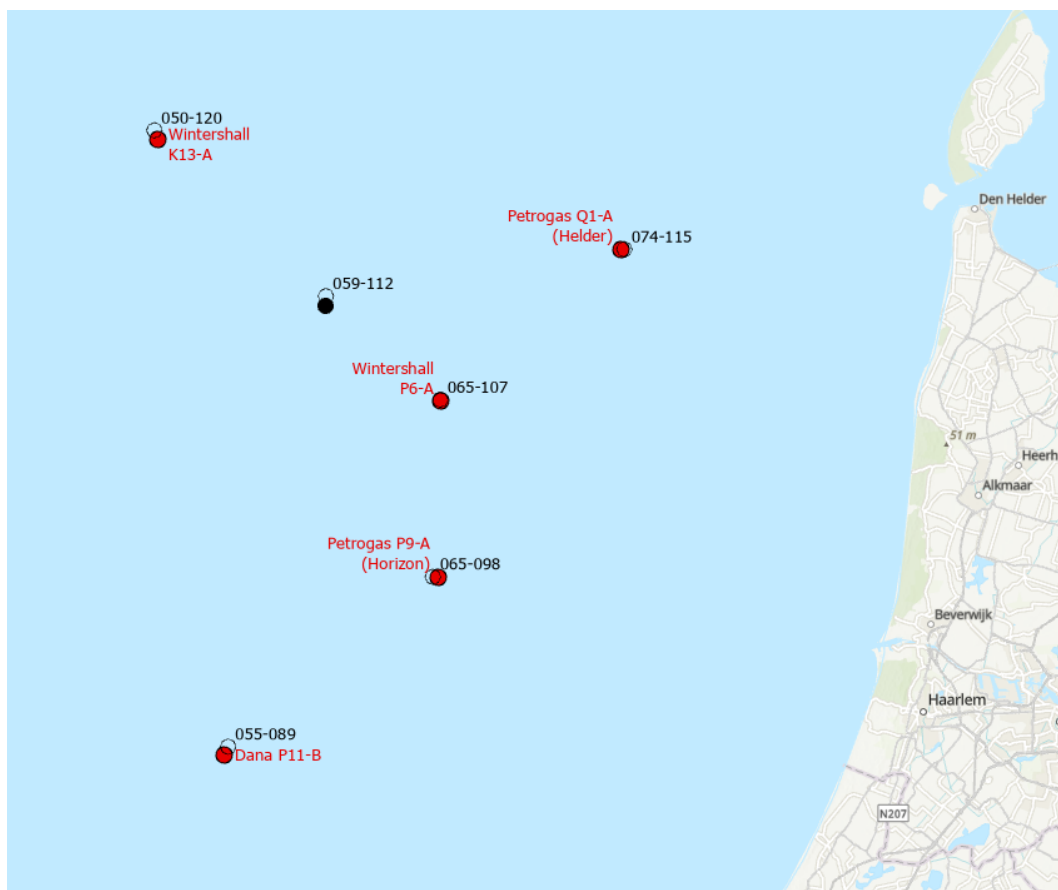 050-120
Wintershall
K13-A
Den Helder
Petrogas Q1-A
(Helder)
074-115
059-112
Wintershall
P6-A
065-107
51 m
Heerh
Alkmaar
Petrogas P9-A
(Horizon)
065-098
Beverwijk
Haarlem
055-089
Dana P11-B
N207